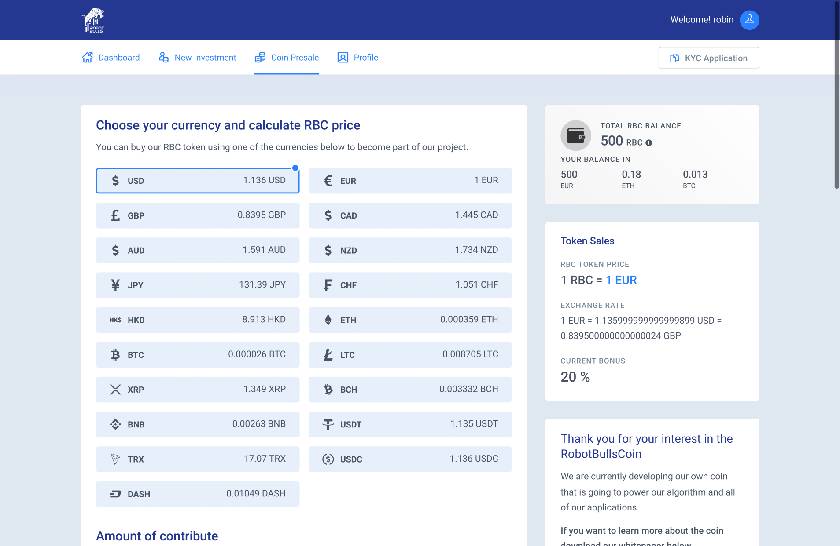 Welcome! robin
Dashboard
New Investment
Coin Presale
Profile
KYC Application
Choose your currency and calculate RBC price
You can buy our RBC token using one of the currencies below to become part of our project.
$ USD 1.136 USD
€ EUR 1 EUR
£ GBP 0.8395 GBP
$ CAD 1.445 CAD
$ AUD 1.591 AUD
$ NZD 1.734 NZD
¥ JPY 131.39 JPY
CHF 1.051 CHF
HK$ HKD 8.913 HKD
ETH 0.000359 ETH
BTC 0.000026 BTC
LTC 0.000705 LTC
XRP 1.349 XRP
BCH 0.003332 BCH
BNB 0.00263 BNB
USDT 1.135 USDT
TRX 17.07 TRX
USDC 1.136 USDC
DASH 0.01049 DASH
Amount of contribute
TOTAL RBC BALANCE
500 RBC
YOUR BALANCE IN
500 0.18 0.013
EUR ETH BTC
Token Sales
RBC TOKEN PRICE
1 RBC = 1 EUR
EXCHANGE RATE
1 EUR = 1.135999999999999899 USD =
0.839500000000000024 GBP
CURRENT BONUS
20 %
Thank you for your interest in the
RobotBullsCoin
We are currently developing our own coin
that is going to power our algorithm and all
of our applications.
If you want to learn more about the coin
download our whitepaper below